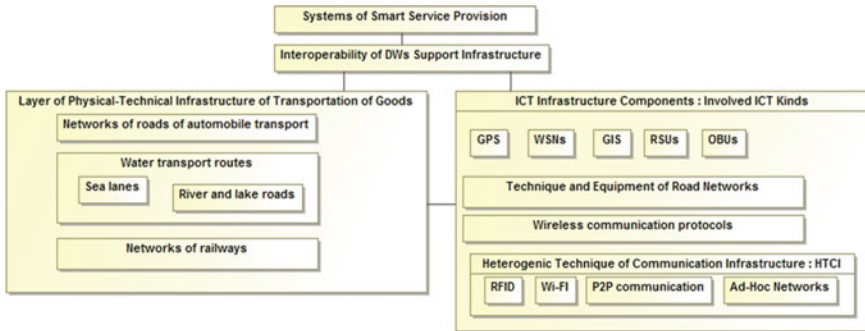 Systems of Smart Service Provision
Interoperability of DWs Support Infrastructure
Layer of Physical-Technical Infrastructure of Transportation of Goods
Networks of roads of automobile transport
Water transport routes
Sea lanes
River and lake roads
Networks of railways
ICT Infrastructure Components : Involved ICT Kinds
GPS WSNs GIS RSUs OBUs
Technique and Equipment of Road Networks
Wireless communication protocols
Heterogenic Technique of Communication Infrastructure : HTCI
RFID Wi-FI P2P communication Ad-Hoc Networks